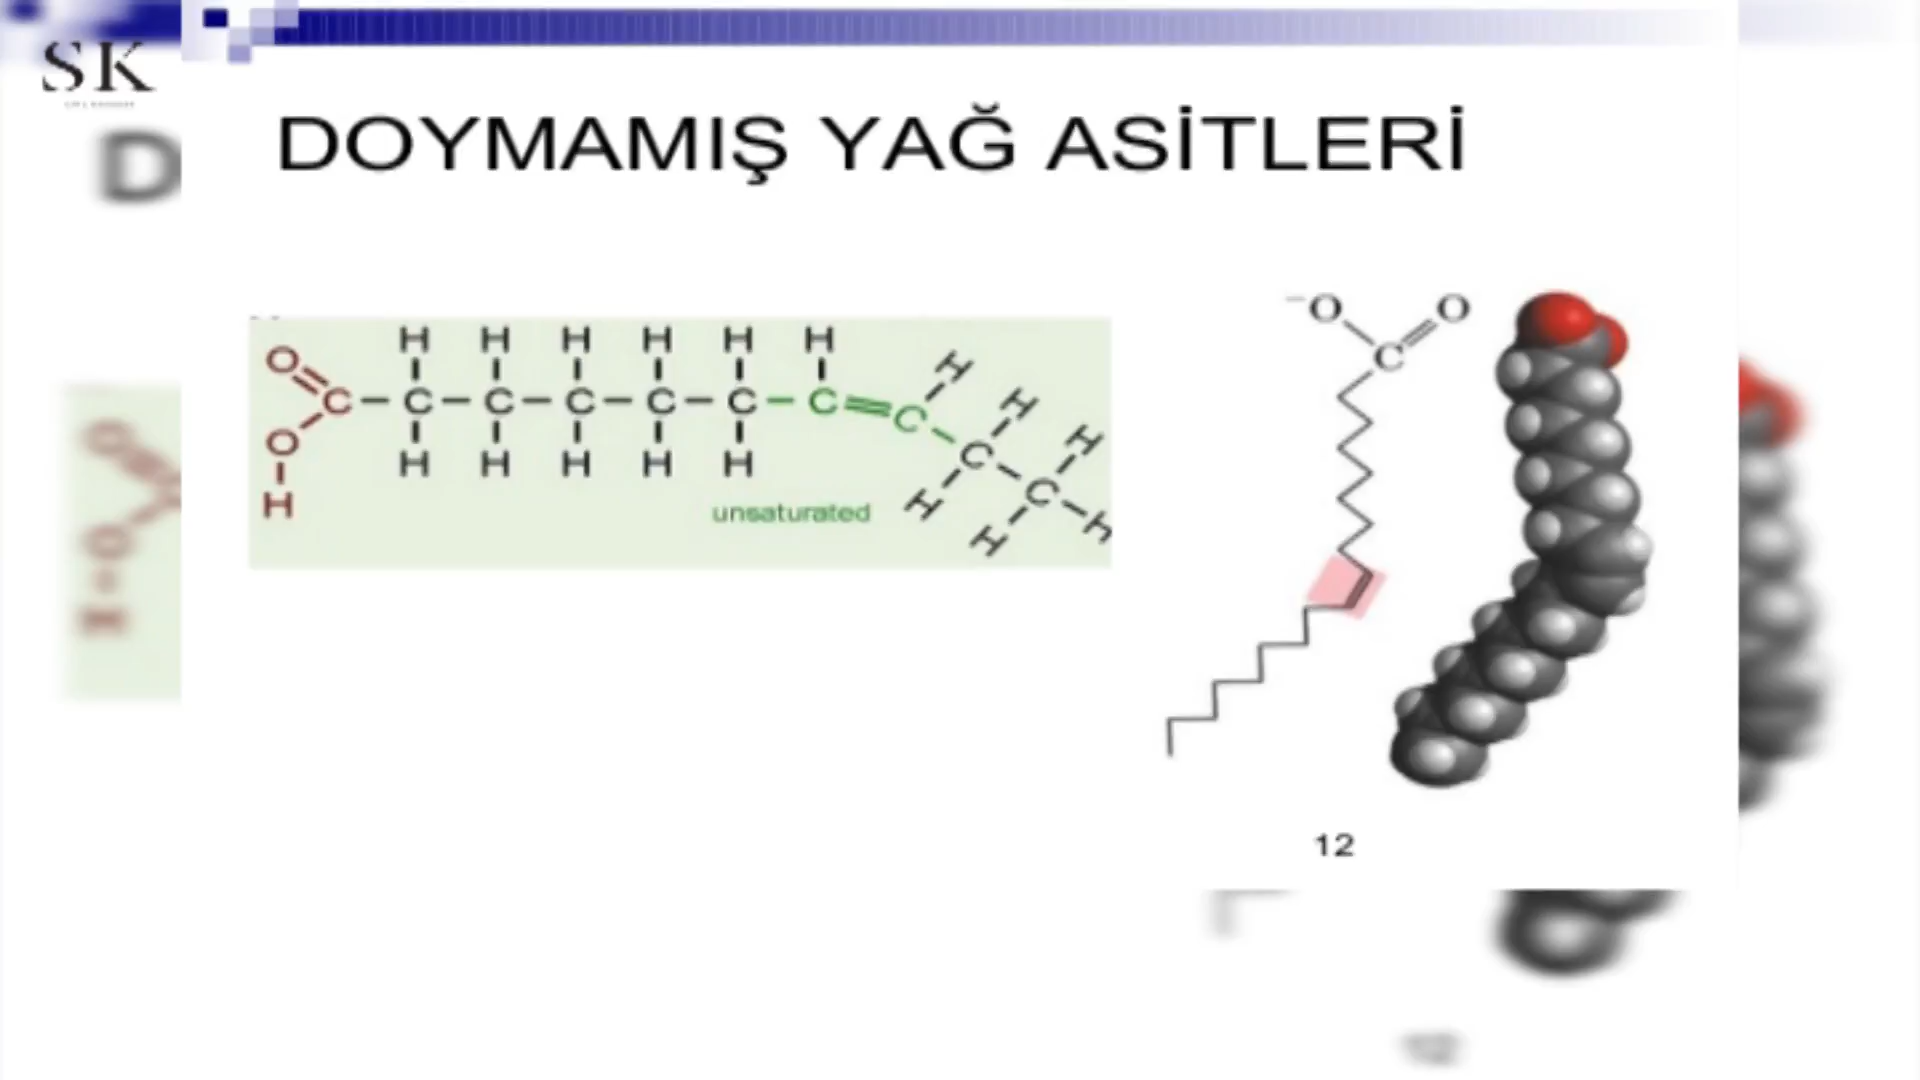 SK
DOYMAMIŞ YAĞ ASİTLERİ
H H H H H H
O H
C C C C C C C C H
O H
H H H H H H C H
H H
unsaturated
⁻O O
C
12